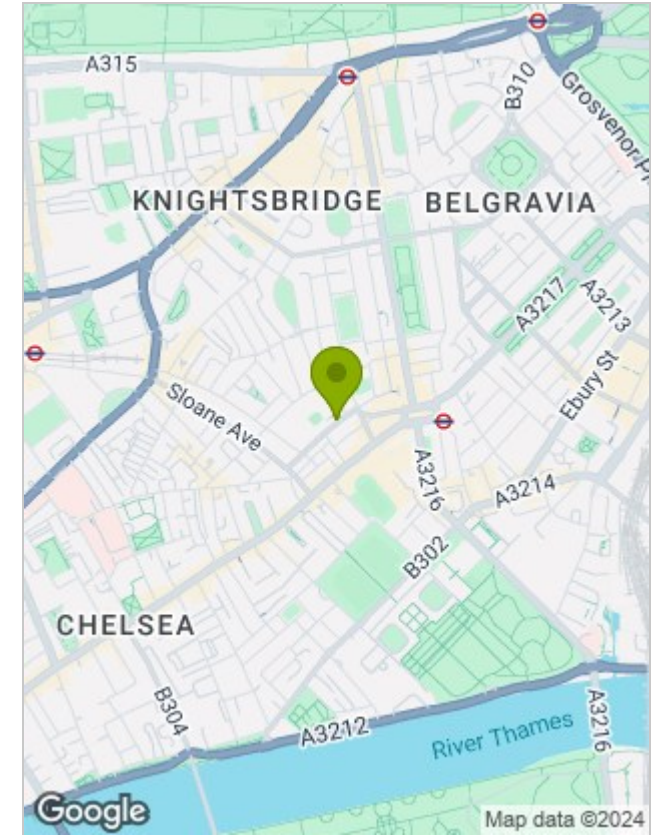 A315
B310
Grosvenor Pl
KNIGHTSBRIDGE
BELGRAVIA
A3217
A3213
Ebury St
Sloane Ave
A3216
A3214
B302
CHELSEA
B304
A3212
River Thames
A3216
Google
Map data ©2024